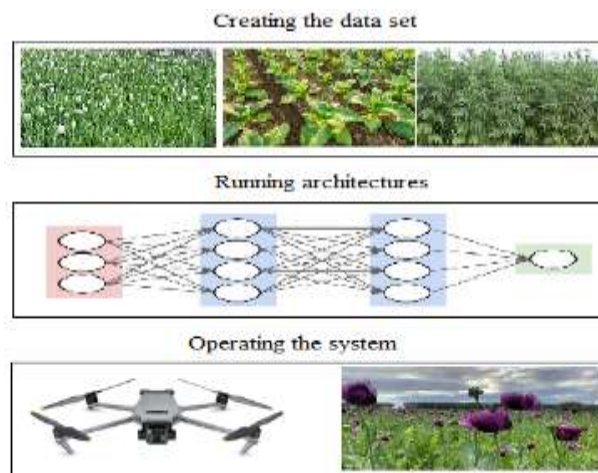 Creating the data set
Running architectures
Operating the system